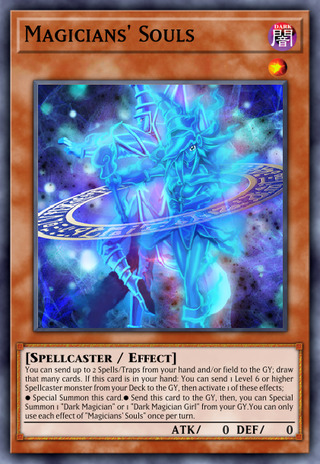 Magicians' Souls
DARK
闇
[Spellcaster / Effect]
You can send up to 2 Spells/Traps from your hand and/or field to the GY; draw
that many cards. If this card is in your hand: You can send 1 Level 6 or higher
Spellcaster monster from your Deck to the GY, then activate 1 of these effects;
● Special Summon this card.● Send this card to the GY, then, you can Special
Summon 1 "Dark Magician" or 1 "Dark Magician Girl" from your GY.You can only
use each effect of "Magicians' Souls" once per turn.
ATK/ 0 DEF/ 0